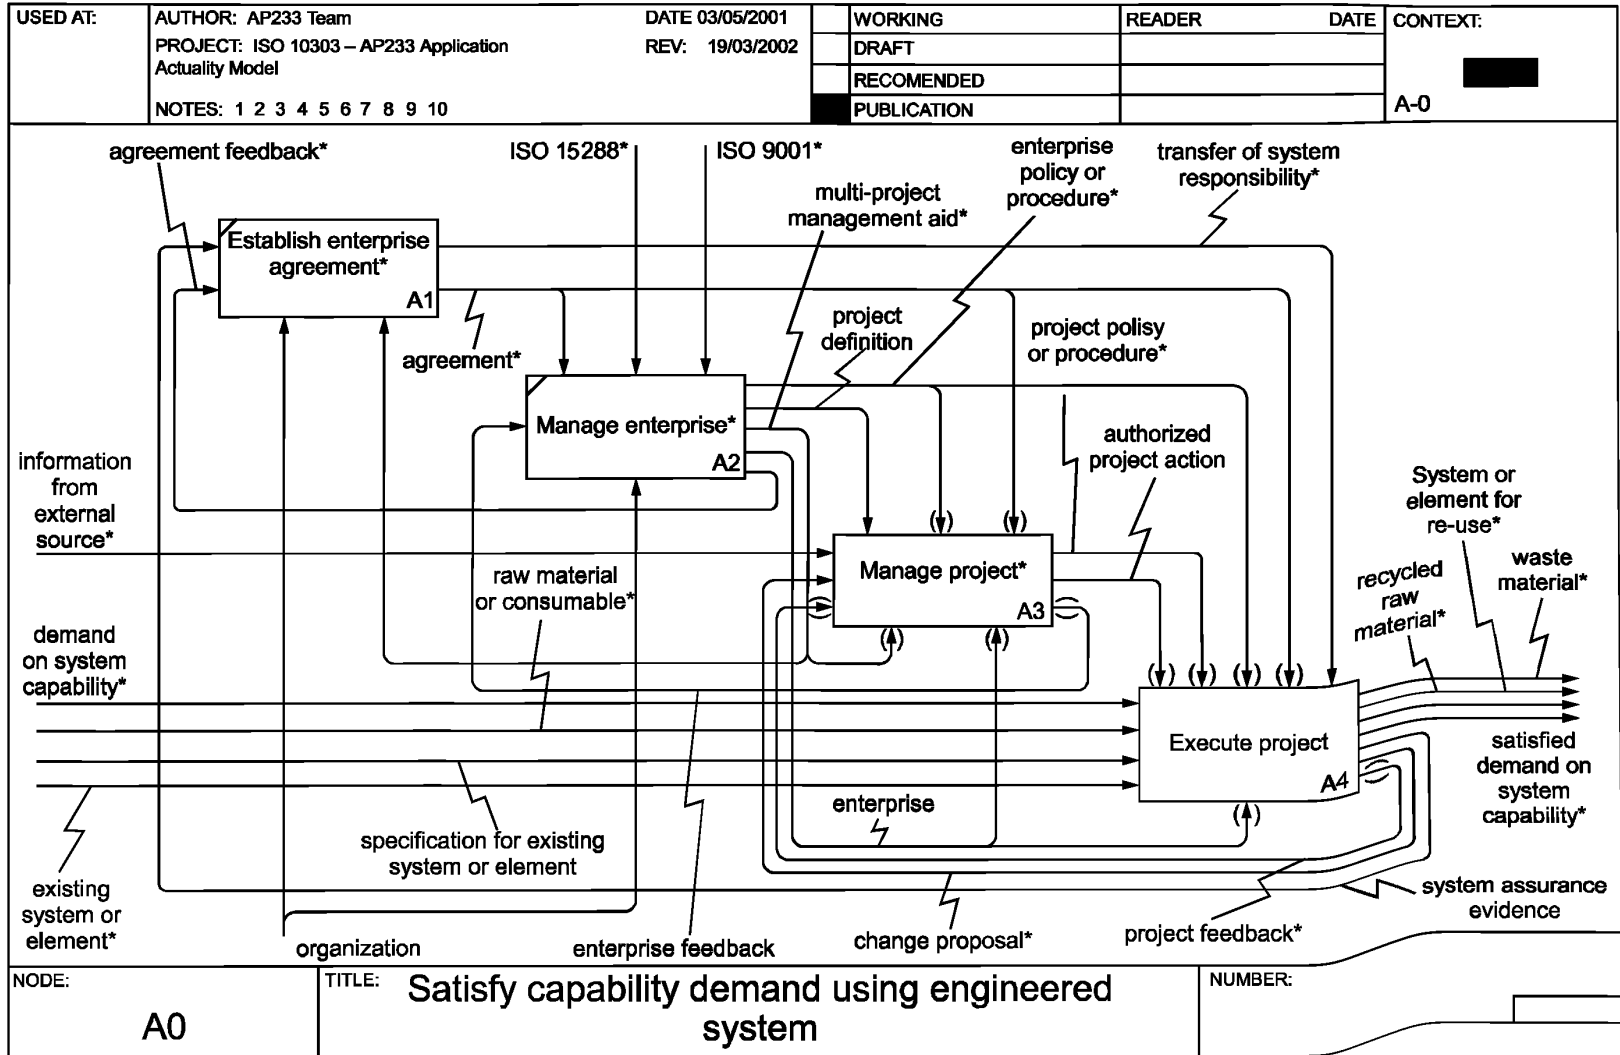 USED AT:
AUTHOR: AP233 Team
DATE 03/05/2001
PROJECT: ISO 10303 – AP233 Application
Actuality Model
REV: 19/03/2002
NOTES: 1 2 3 4 5 6 7 8 9 10
WORKING
DRAFT
RECOMENDED
PUBLICATION
READER
DATE
CONTEXT:
A-0
agreement feedback*
ISO 15288*
ISO 9001*
multi-project
management aid*
enterprise
policy or
procedure*
transfer of system
responsibility*
Establish enterprise
agreement*
A1
agreement*
project
definition
project polisy
or procedure*
Manage enterprise*
A2
authorized
project action
information
from
external
source*
System or
element for
re-use*
waste
material*
recycled
raw
material*
raw material
or consumable*
Manage project*
A3
demand
on system
capability*
Execute project
A4
satisfied
demand on
system
capability*
enterprise
specification for existing
system or element
existing
system or
element*
organization
enterprise feedback
change proposal*
project feedback*
system assurance
evidence
NODE:
A0
TITLE:
Satisfy capability demand using engineered
system
NUMBER: